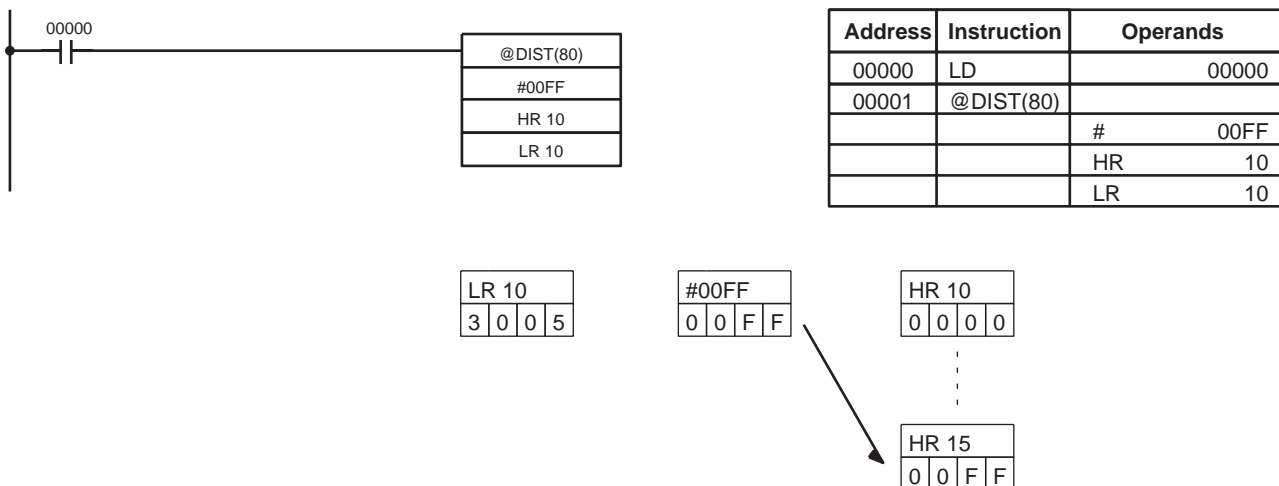 00000
@DIST(80)
#00FF
HR 10
LR 10
Address Instruction Operands
00000 LD 00000
00001 @DIST(80)
# 00FF
HR 10
LR 10
LR 10 #00FF HR 10
3 0 0 5 0 0 F F 0 0 0 0
HR 15
0 0 F F